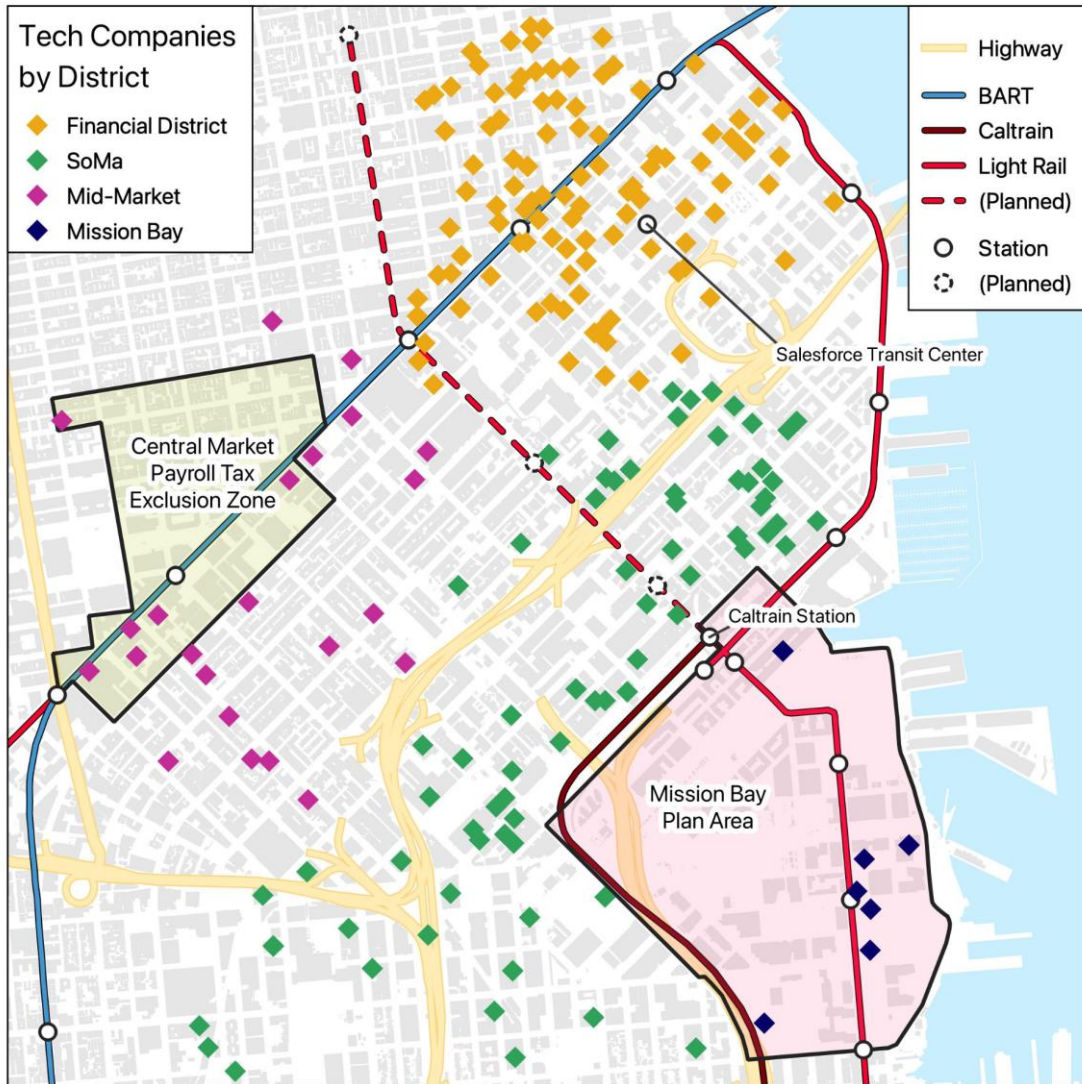 Tech Companies
by District
Financial District
SoMa
Mid-Market
Mission Bay
Highway
BART
Caltrain
Light Rail
(Planned)
Station
(Planned)
Salesforce Transit Center
Central Market
Payroll Tax
Exclusion Zone
Caltrain Station
Mission Bay
Plan Area